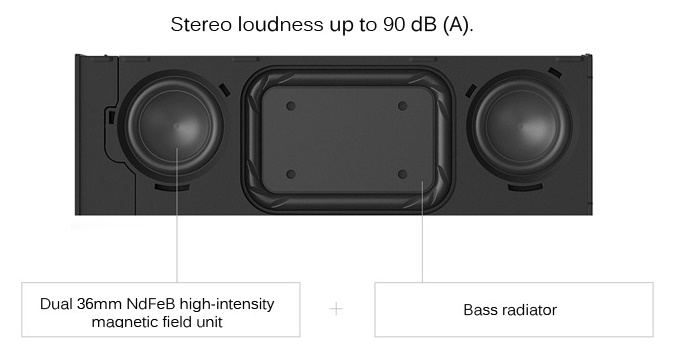 Stereo loudness up to 90 dB (A).
Dual 36mm NdFeB high-intensity
magnetic field unit
+
Bass radiator